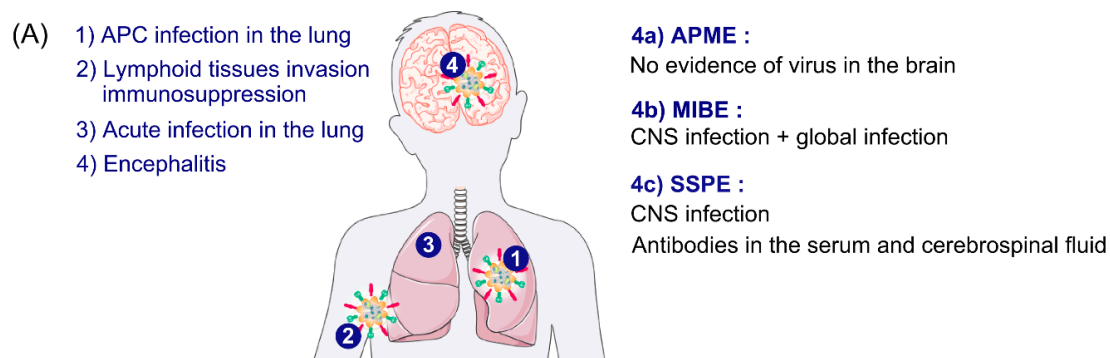 (A)
1) APC infection in the lung
2) Lymphoid tissues invasion
immunosuppression
3) Acute infection in the lung
4) Encephalitis
4
3
1
2
4a) APME :
No evidence of virus in the brain
4b) MIBE :
CNS infection + global infection
4c) SSPE :
CNS infection
Antibodies in the serum and cerebrospinal fluid